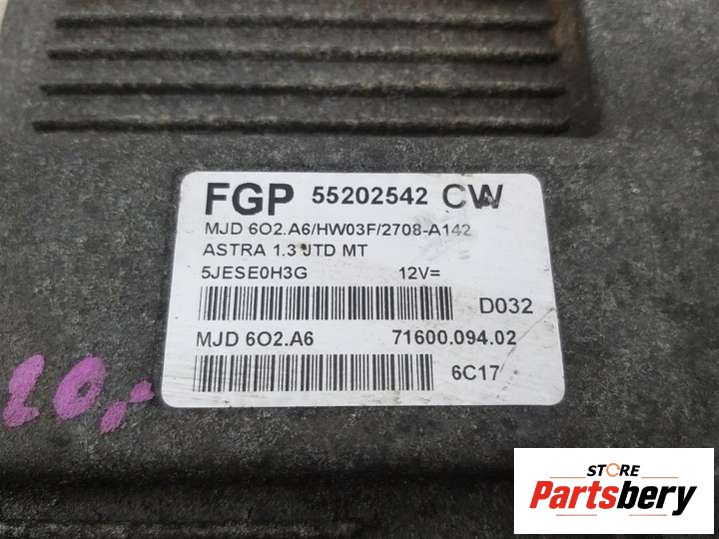 FGP 55202542 CW
MJD 6O2.A6/HW03F/2708-A142
ASTRA 1.3 JTD MT
5JESE0H3G 12V=
D032
MJD 6O2.A6 71600.094.02
6C17
20,-
STORE
Partsbery